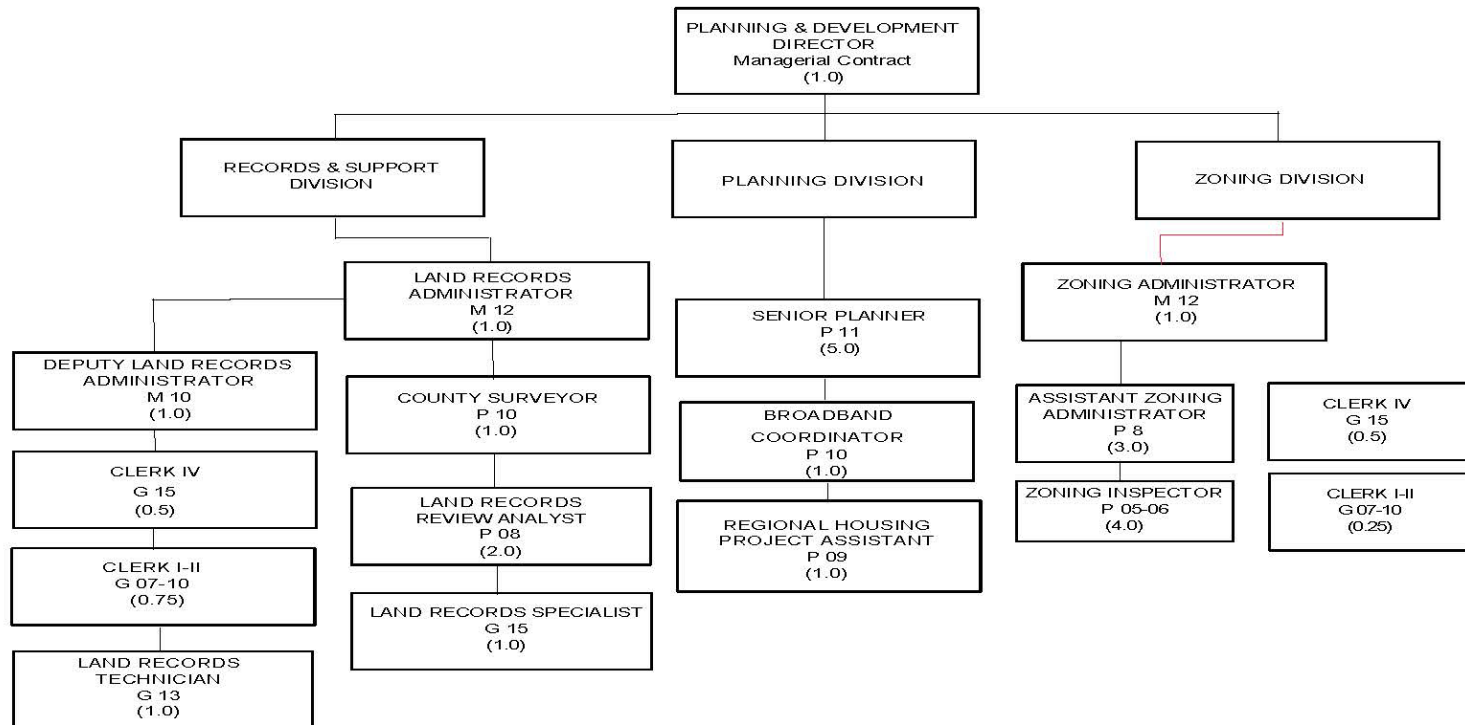 PLANNING & DEVELOPMENT
DIRECTOR
Managerial Contract
(1.0)
RECORDS & SUPPORT
DIVISION
PLANNING DIVISION
ZONING DIVISION
LAND RECORDS
ADMINISTRATOR
M 12
(1.0)
DEPUTY LAND RECORDS
ADMINISTRATOR
M 10
(1.0)
CLERK IV
G 15
(0.5)
CLERK I-II
G 07-10
(0.75)
LAND RECORDS
TECHNICIAN
G 13
(1.0)
COUNTY SURVEYOR
P 10
(1.0)
LAND RECORDS
REVIEW ANALYST
P 08
(2.0)
LAND RECORDS SPECIALIST
G 15
(1.0)
SENIOR PLANNER
P 11
(5.0)
BROADBAND
COORDINATOR
P 10
(1.0)
REGIONAL HOUSING
PROJECT ASSISTANT
P 09
(1.0)
ZONING ADMINISTRATOR
M 12
(1.0)
ASSISTANT ZONING
ADMINISTRATOR
P 8
(3.0)
ZONING INSPECTOR
P 05-06
(4.0)
CLERK IV
G 15
(0.5)
CLERK I-II
G 07-10
(0.25)